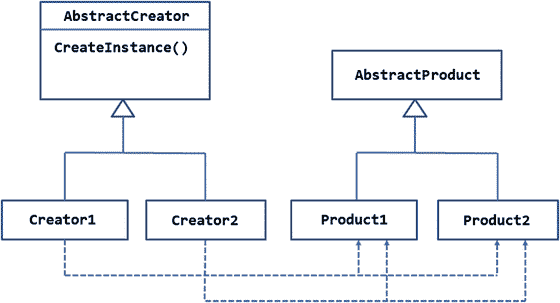 AbstractCreator
CreateInstance()
AbstractProduct
Creator1
Creator2
Product1
Product2